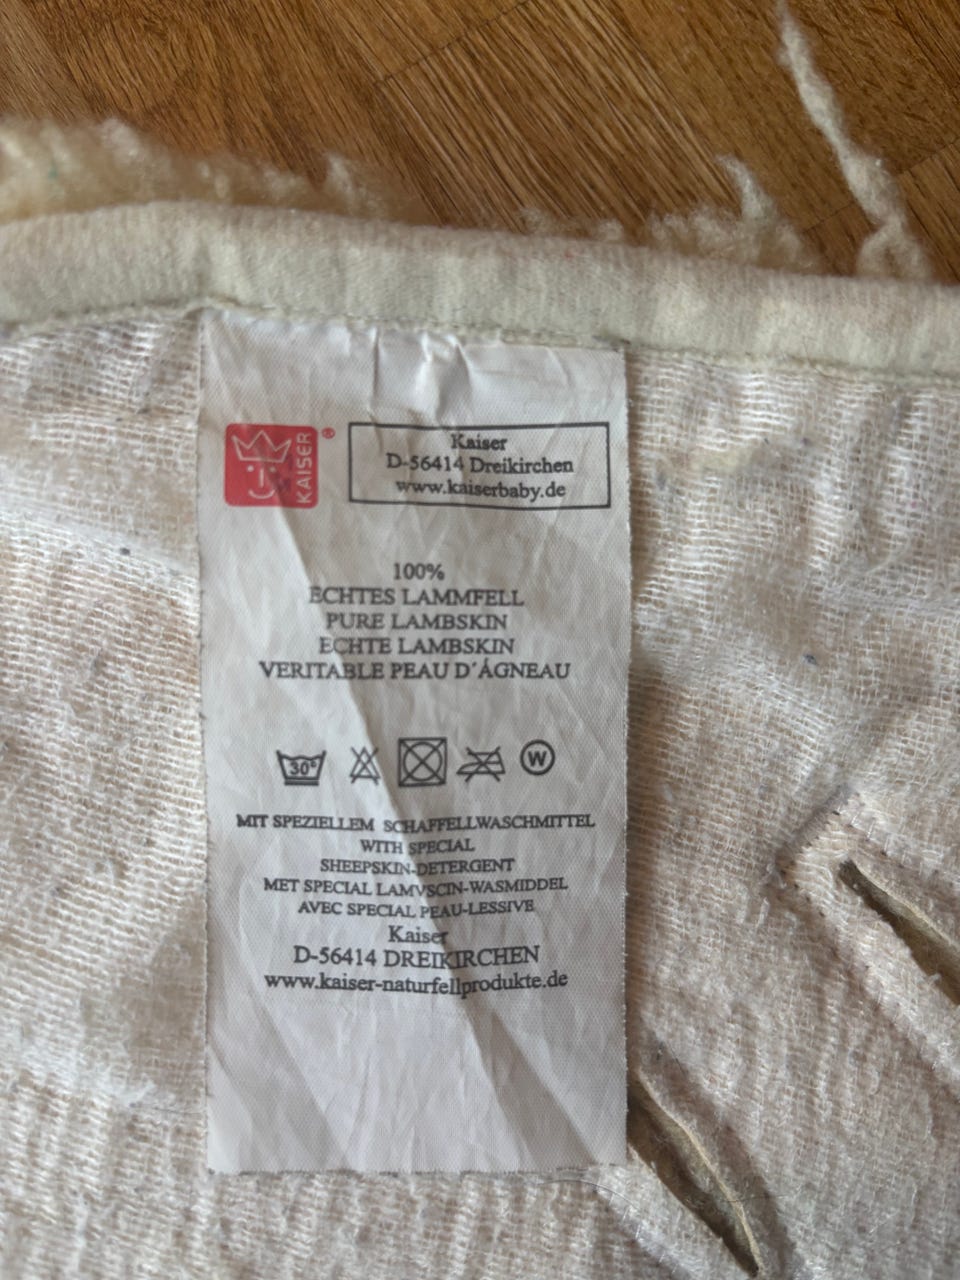 KAISER®
Kaiser
D-56414 Dreikirchen
www.kaiserbaby.de
100%
ECHTES LAMMFELL
PURE LAMBSKIN
ECHTE LAMBSKIN
VERITABLE PEAU D´ÁGNEAU
30°
W
MIT SPEZIELLEM SCHAFFELLWASCHMITTEL
WITH SPECIAL
SHEEPSKIN-DETERGENT
MET SPECIAL LAMVSCIN-WASMIDDEL
AVEC SPECIAL PEAU-LESSIVE
Kaiser
D-56414 DREIKIRCHEN
www.kaiser-naturfellprodukte.de